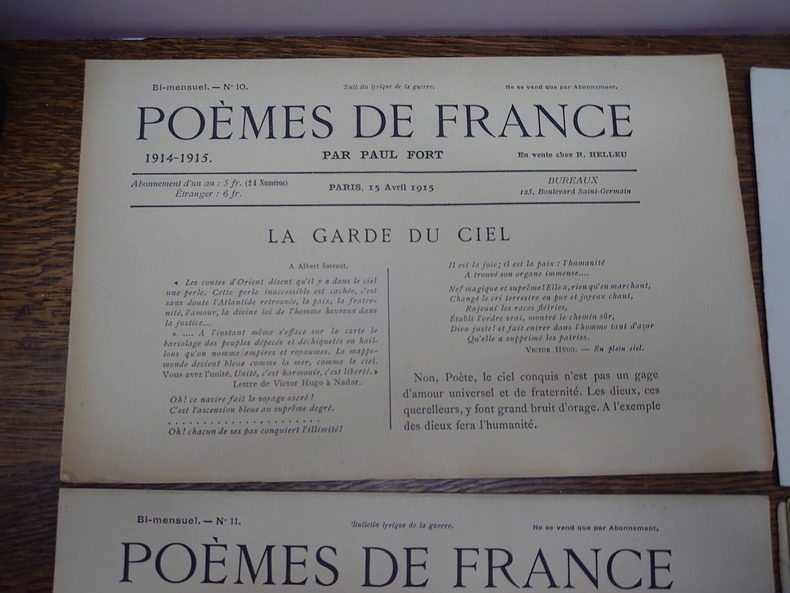 Bi-mensuel. — N° 10.
Bulletin lyrique de la guerre.
Ne se vend que par Abonnement.
POÈMES DE FRANCE
1914-1915.
PAR PAUL FORT
En vente chez R. HELLEU
Abonnement d'un an : 5 fr. (24 Numéros)
Étranger : 6 fr.
PARIS, 15 Avril 1915
BUREAUX
125, Boulevard Saint-Germain
LA GARDE DU CIEL
A Albert Sarraut.
« Les contes d'Orient disent qu'il y a dans le ciel
une perle. Cette perle inaccessible est cachée, c'est
sans doute l'Atlantide retrouvée, la paix, la frater-
nité, l'amour, la divine loi de l'homme heureux dans
la justice...
». ... A l'instant même s'efface sur la carte le
bariolage des peuples dépecés et déchiquetés en hail-
lons qu'on nomme empires et royaumes. La mappe-
monde devient bleue comme la mer, comme le ciel.
Vous avez l'unité. Unité, c'est harmonie, c'est liberté. »
Lettre de Victor Hugo à Nadar.
Oh! ce navire fait le voyage sacré !
C'est l'ascension bleue au suprême degré.
. . . . . . . . . . . . . . . . . . . . . .
Oh! chacun de ses pas conquiert l'illimité!
Il est la joie; il est la paix : l'humanité
A trouvé son organe immense....
Nef magique et suprême! Elle a, rien qu'en marchant,
Changé le cri terrestre en pur et joyeux chant,
Rajeuni les races flétries,
Établi l'ordre vrai, montré le chemin sûr,
Dieu juste! et fait entrer dans l'homme tant d'azur
Qu'elle a supprimé les patries.
VICTOR HUGO. — En plein ciel.
Non, Poète, le ciel conquis n'est pas un gage
d'amour universel et de fraternité. Les dieux, ces
querelleurs, y font grand bruit d'orage. A l'exemple
des dieux fera l'humanité.
Bi-mensuel. — N° 11.
Bulletin lyrique de la guerre.
Ne se vend que par Abonnement.
POÈMES DE FRANCE